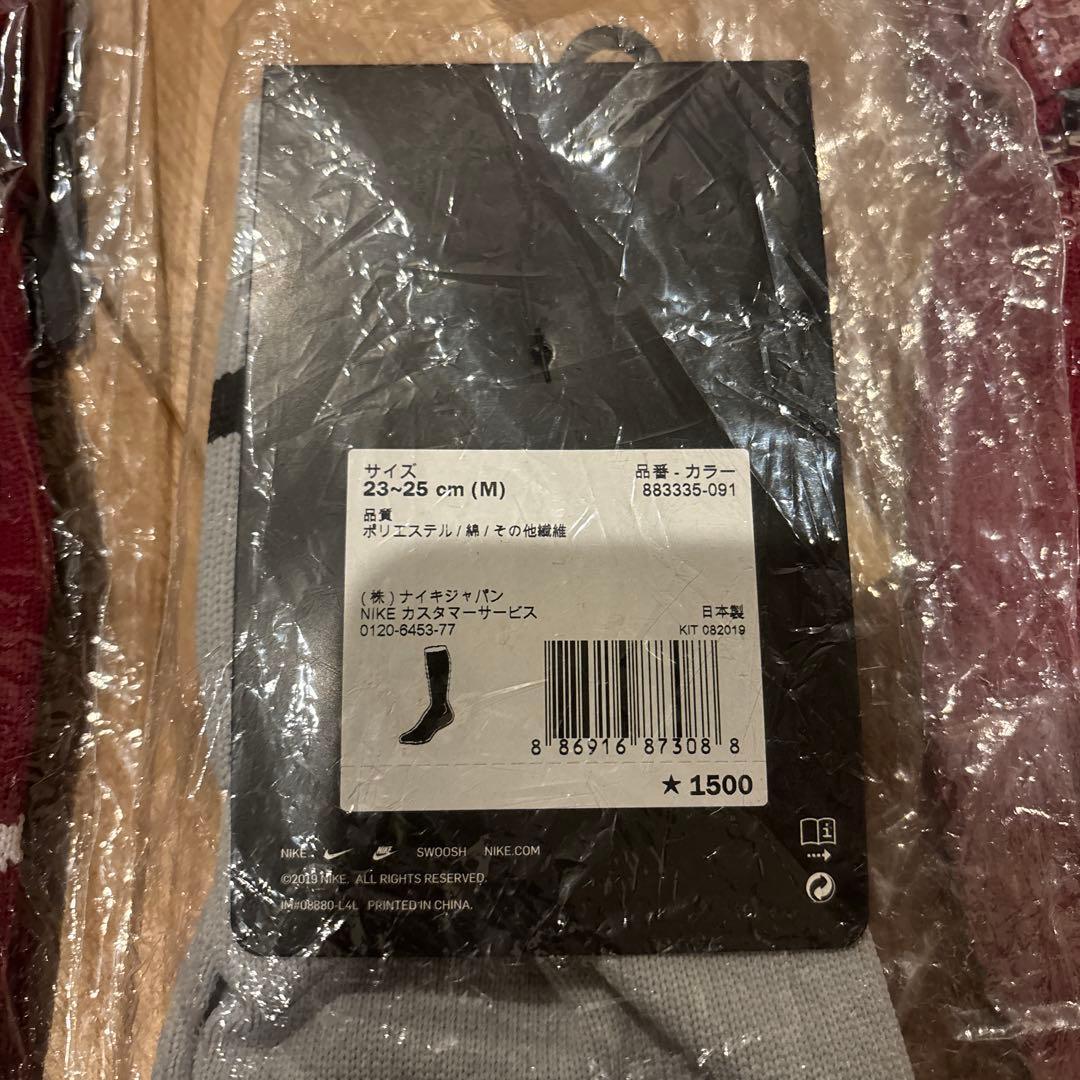 サイズ
23~25 cm (M)
品番 - カラー
883335-091
品質
ポリエステル / 綿 / その他繊維
( 株 ) ナイキジャパン
NIKE カスタマーサービス
0120-6453-77
日本製
KIT 082019
8 86916 87308 8
★ 1500
NIKE SWOOSH NIKE.COM
©2019 NIKE. ALL RIGHTS RESERVED.
IM#08880-L4L PRINTED IN CHINA.